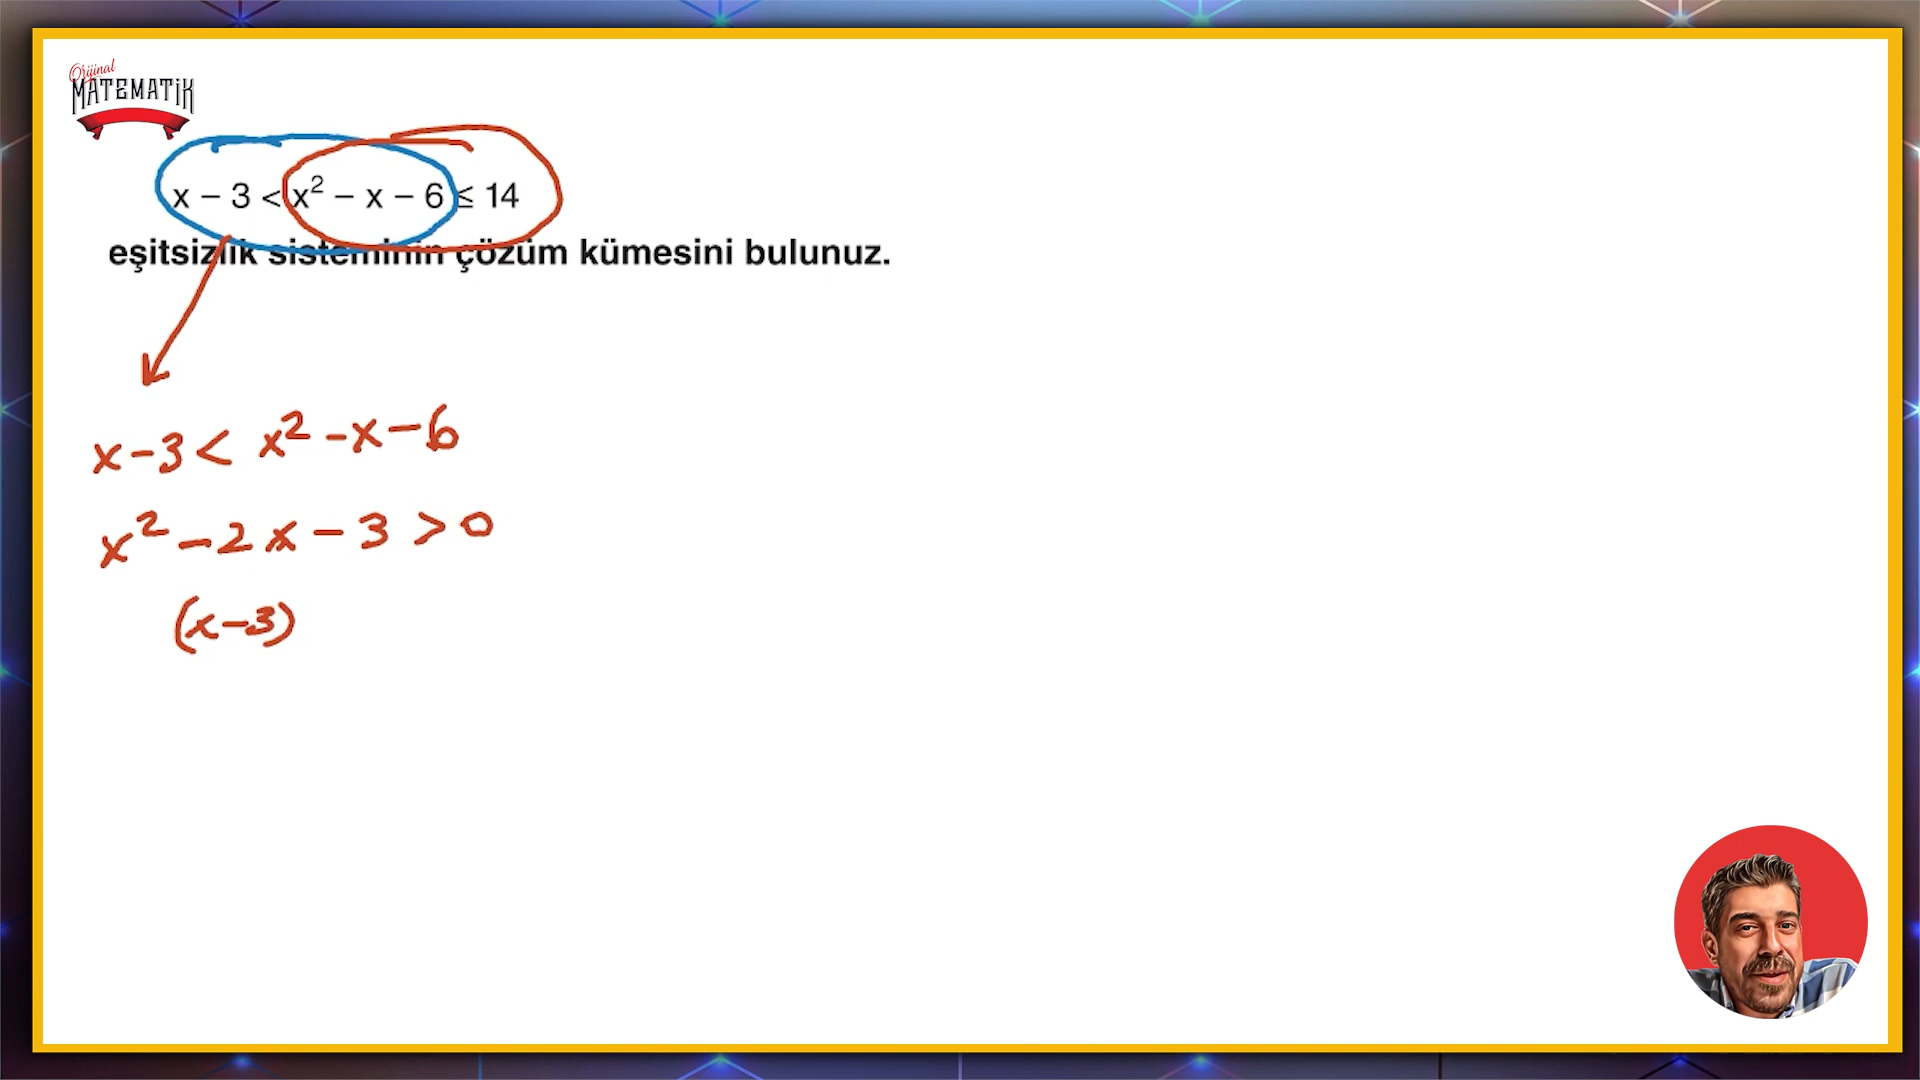 Orijinal
MATEMATİK
x – 3 < x² – x – 6 ≤ 14
eşitsizlik sisteminin çözüm kümesini bulunuz.
x-3 < x² -x-6
x² -2x-3 >0
(x-3)